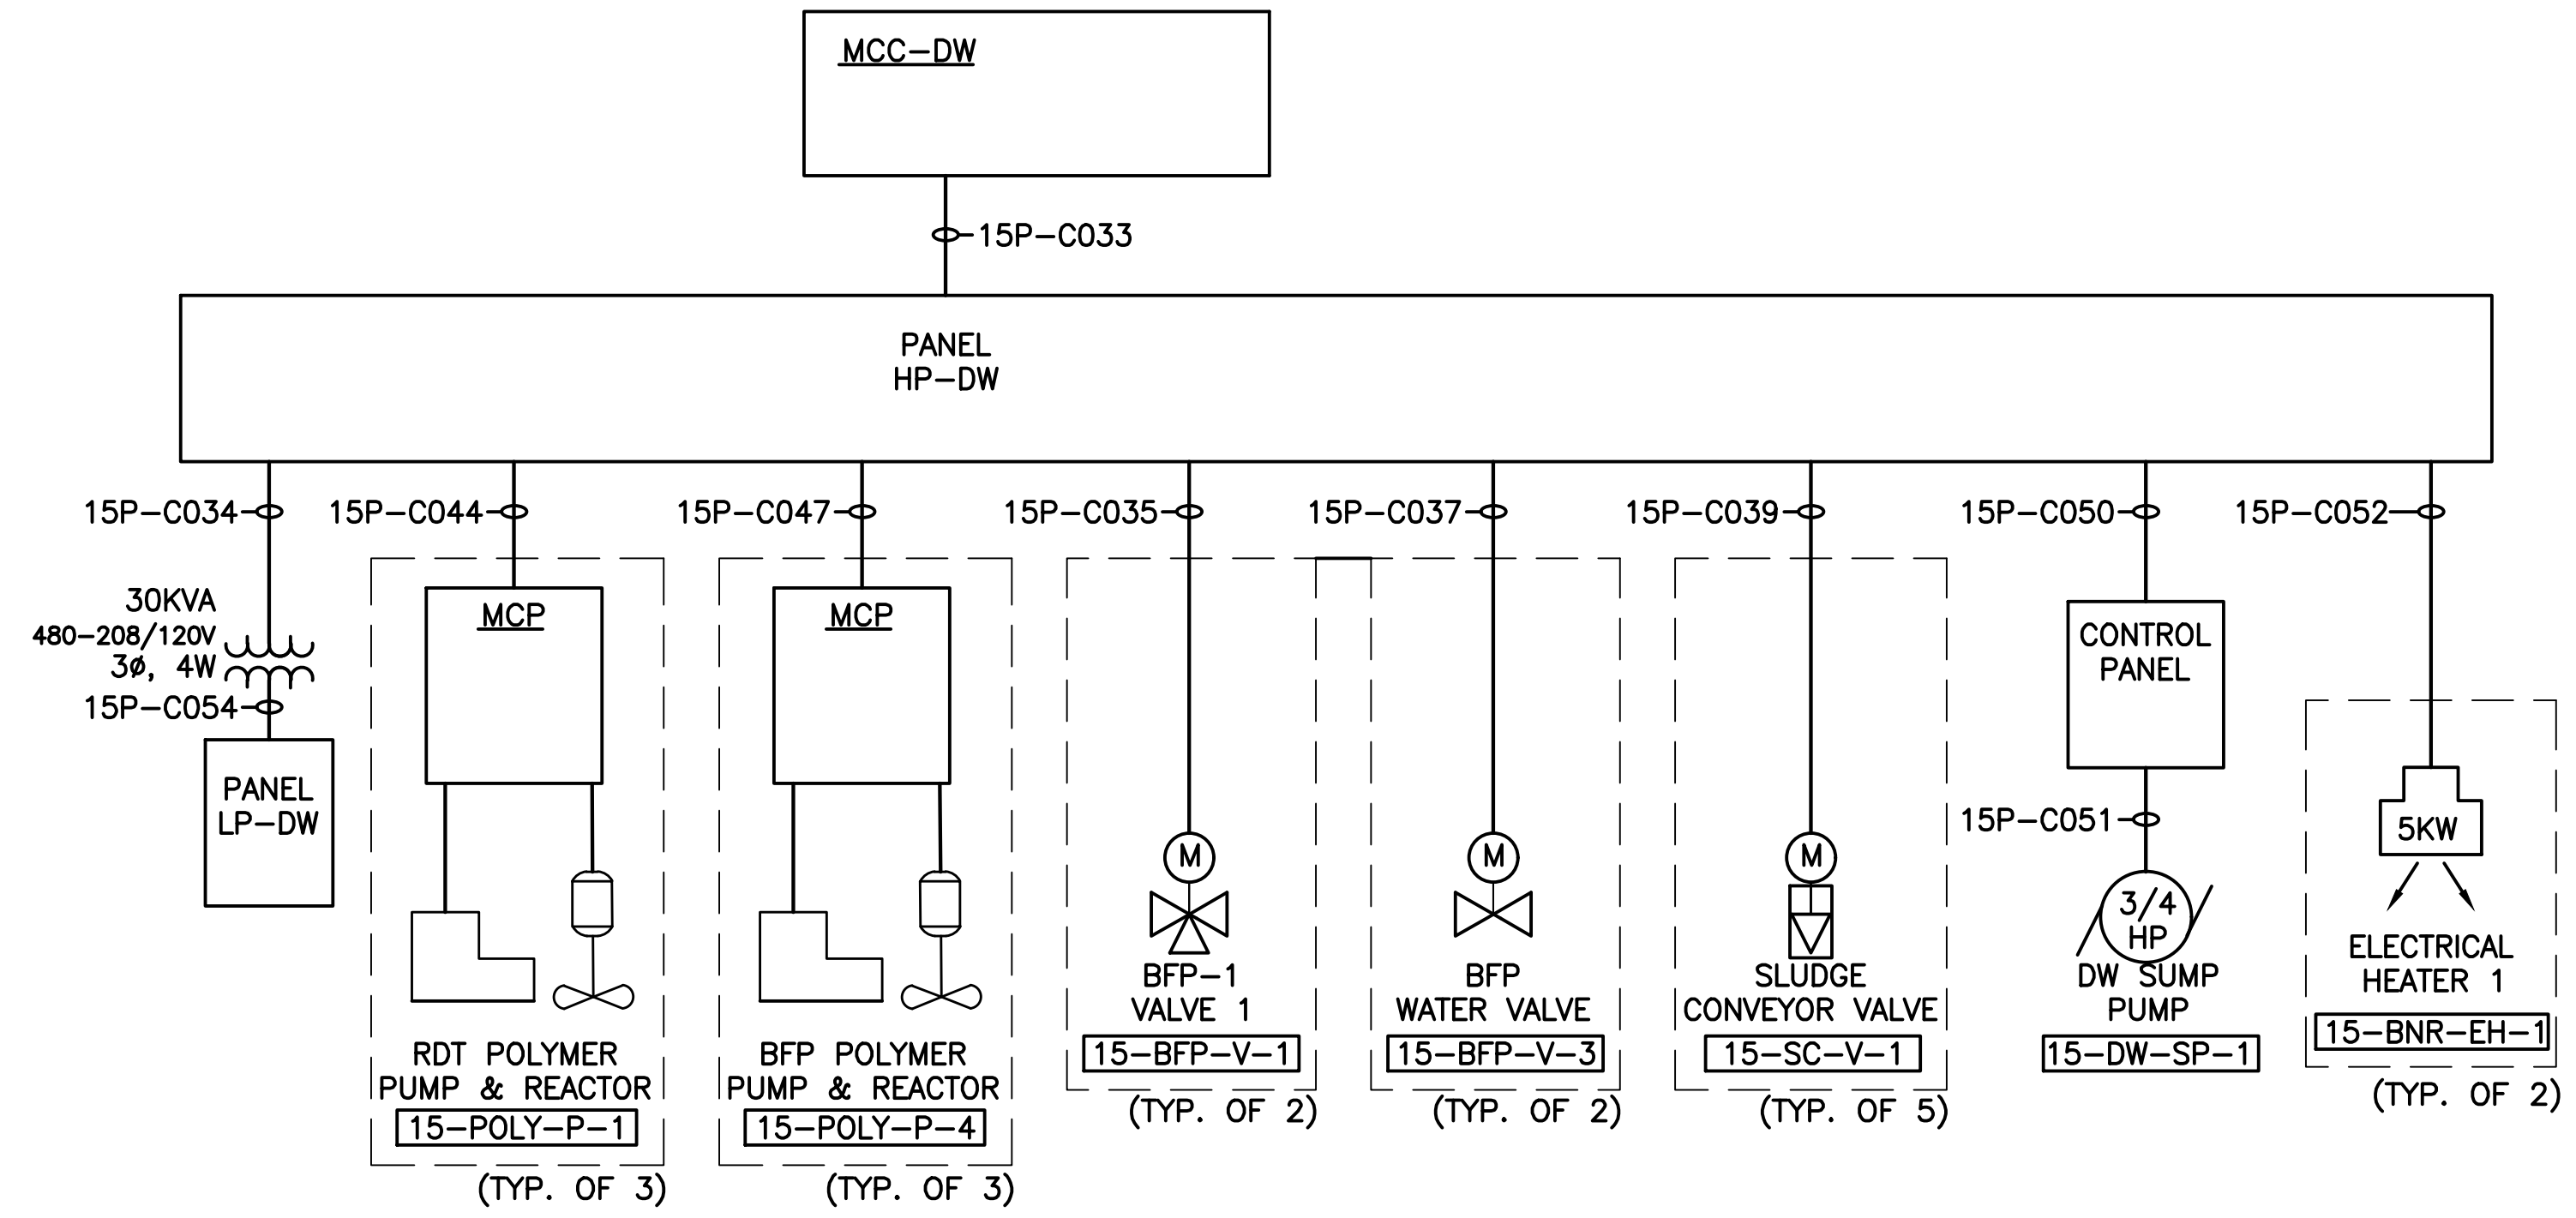 MCC-DW
15P-C033
PANEL
HP-DW
15P-C034
15P-C044
15P-C047
15P-C035
15P-C037
15P-C039
15P-C050
15P-C052
30KVA
480-208/120V
3ø, 4W
15P-C054
PANEL
LP-DW
MCP
RDT POLYMER
PUMP & REACTOR
15-POLY-P-1
(TYP. OF 3)
MCP
BFP POLYMER
PUMP & REACTOR
15-POLY-P-4
(TYP. OF 3)
M
BFP-1
VALVE 1
15-BFP-V-1
(TYP. OF 2)
M
BFP
WATER VALVE
15-BFP-V-3
(TYP. OF 2)
M
SLUDGE
CONVEYOR VALVE
15-SC-V-1
(TYP. OF 5)
CONTROL
PANEL
15P-C051
3/4
HP
DW SUMP
PUMP
15-DW-SP-1
5KW
ELECTRICAL
HEATER 1
15-BNR-EH-1
(TYP. OF 2)